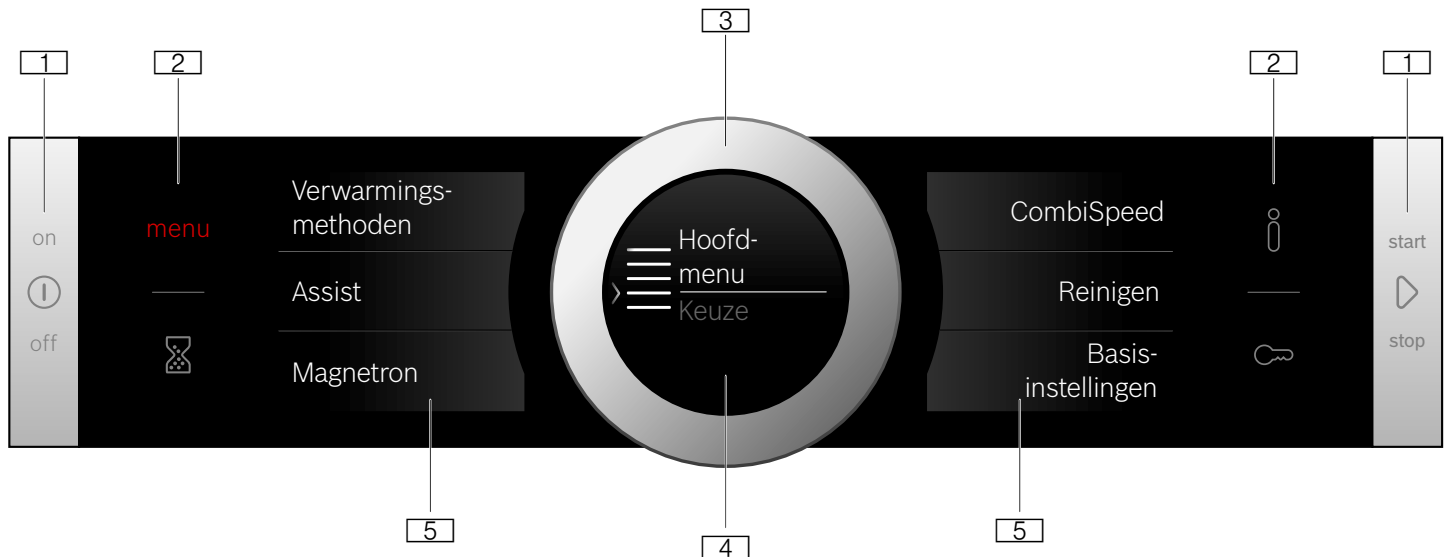 3
1
2
2
1
on
off
menu
Verwarmings-
methoden
Assist
Magnetron
Hoofd-
menu
Keuze
CombiSpeed
Reinigen
Basis-
instellingen
start
stop
5
4
5